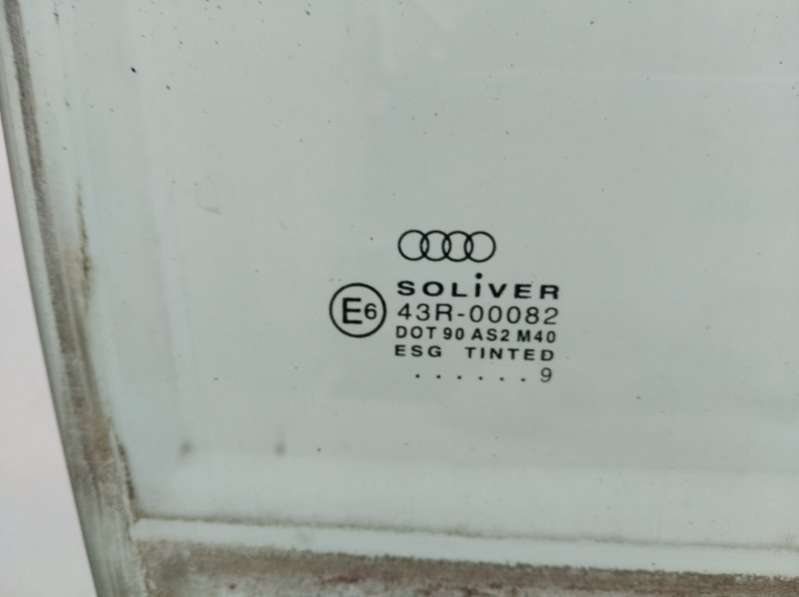 SOLiVER
E6 43R-00082
DOT 90 AS2 M40
ESG TINTED
. . . . . . 9